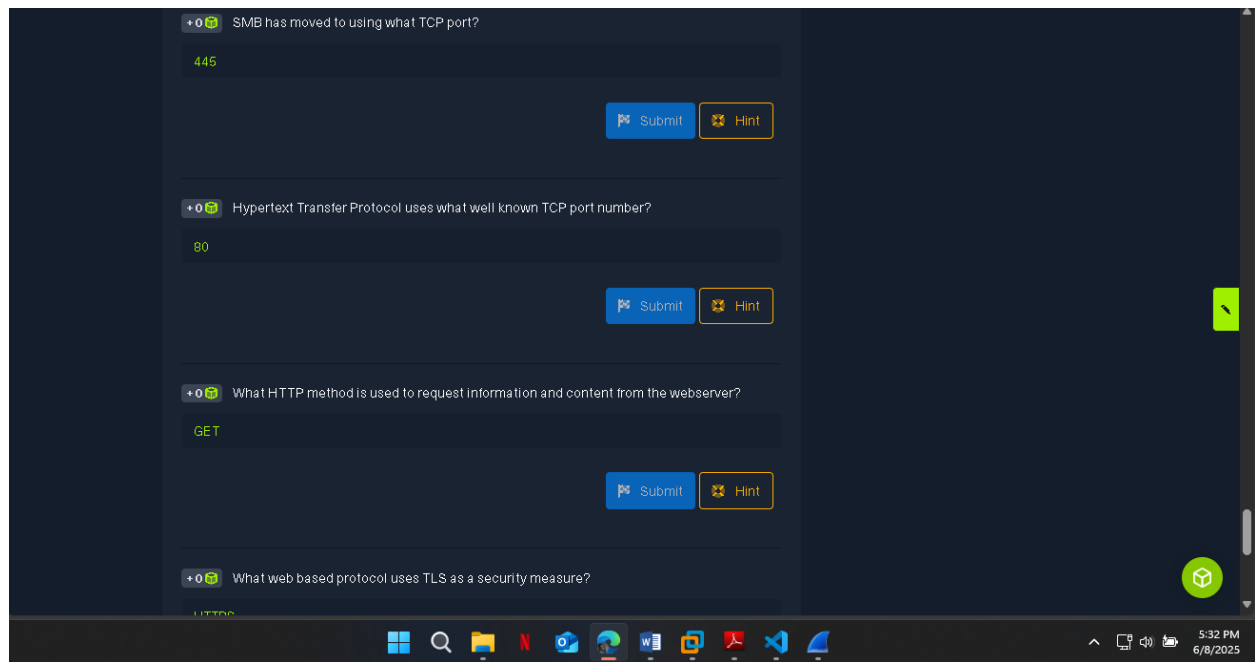 +0 SMB has moved to using what TCP port?
445
Submit Hint
+0 Hypertext Transfer Protocol uses what well known TCP port number?
80
Submit Hint
+0 What HTTP method is used to request information and content from the webserver?
GET
Submit Hint
+0 What web based protocol uses TLS as a security measure?
HTTPS
5:32 PM
6/8/2025